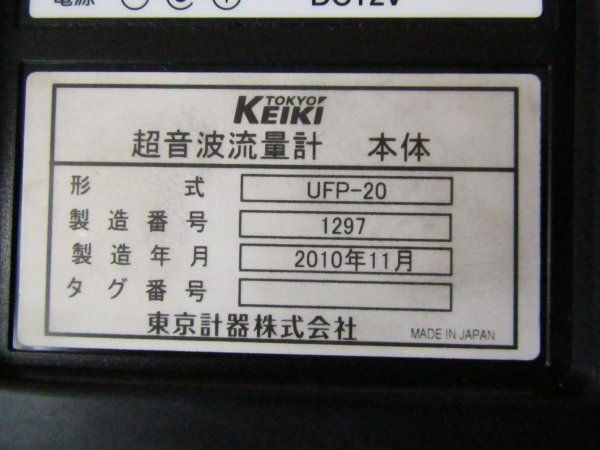 電源 DC12V
TOKYO
KEIKI
超音波流量計 本体
形式 UFP-20
製造番号 1297
製造年月 2010年11月
タグ番号
東京計器株式会社 MADE IN JAPAN